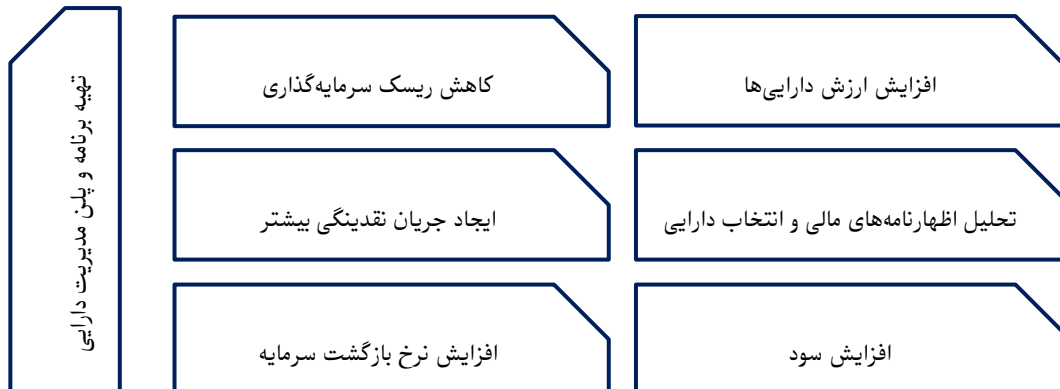 افزایش ارزش دارایی‌ها
کاهش ریسک سرمایه‌گذاری
تحلیل اظهارنامه‌های مالی و انتخاب دارایی
ایجاد جریان نقدینگی بیشتر
افزایش سود
افزایش نرخ بازگشت سرمایه
تهیه برنامه و پلن مدیریت دارایی